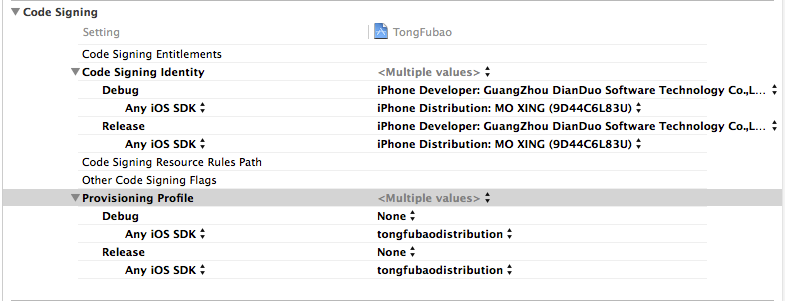 Code Signing
Setting TongFubao
Code Signing Entitlements
Code Signing Identity <Multiple values>
Debug iPhone Developer: GuangZhou DianDuo Software Technology Co.,L...
Any iOS SDK iPhone Distribution: MO XING (9D44C6L83U)
Release iPhone Developer: GuangZhou DianDuo Software Technology Co.,L...
Any iOS SDK iPhone Distribution: MO XING (9D44C6L83U)
Code Signing Resource Rules Path
Other Code Signing Flags
Provisioning Profile <Multiple values>
Debug None
Any iOS SDK tongfubaodistribution
Release None
Any iOS SDK tongfubaodistribution